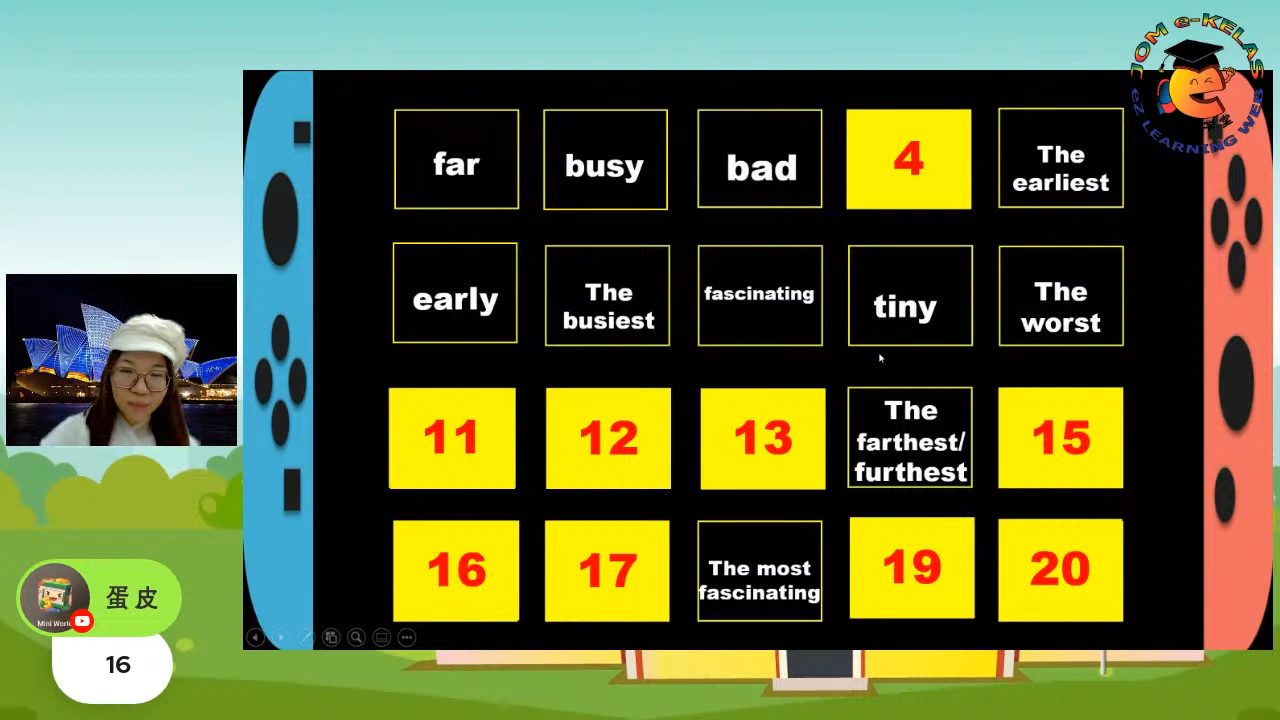 JOM e-KELAS
eZ LEARNING WEB
far
busy
bad
4
The
earliest
early
The
busiest
fascinating
tiny
The
worst
11
12
13
The
farthest/
furthest
15
16
17
The most
fascinating
19
20
蛋皮
Mini World
16